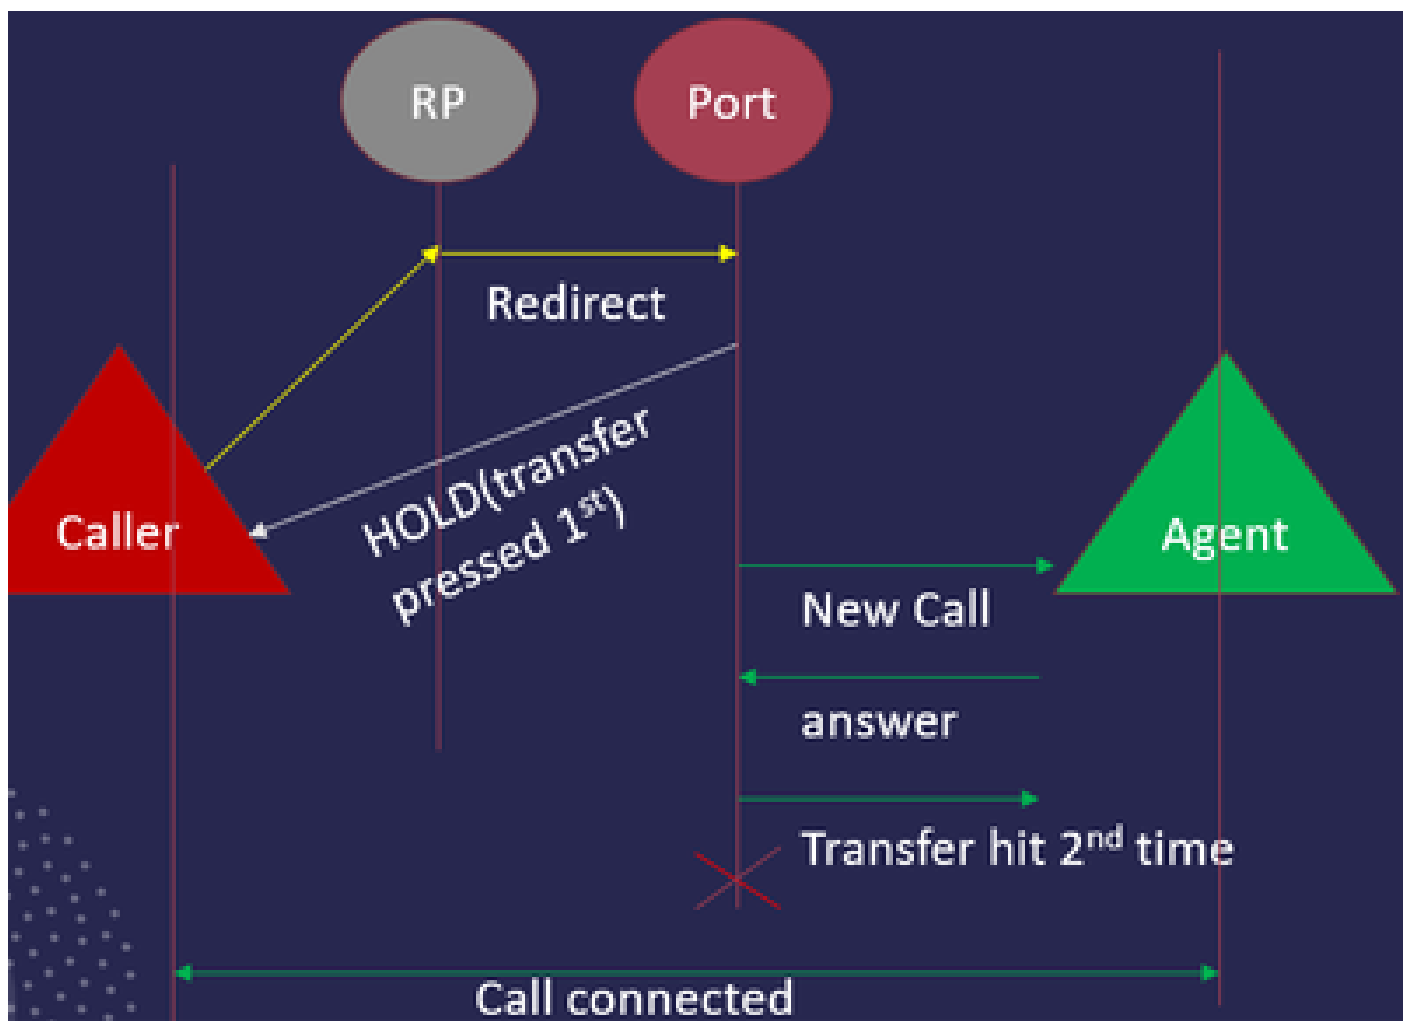 RP
Port
Redirect
HOLD(transfer
pressed 1st)
Caller
Agent
New Call
answer
Transfer hit 2nd time
Call connected